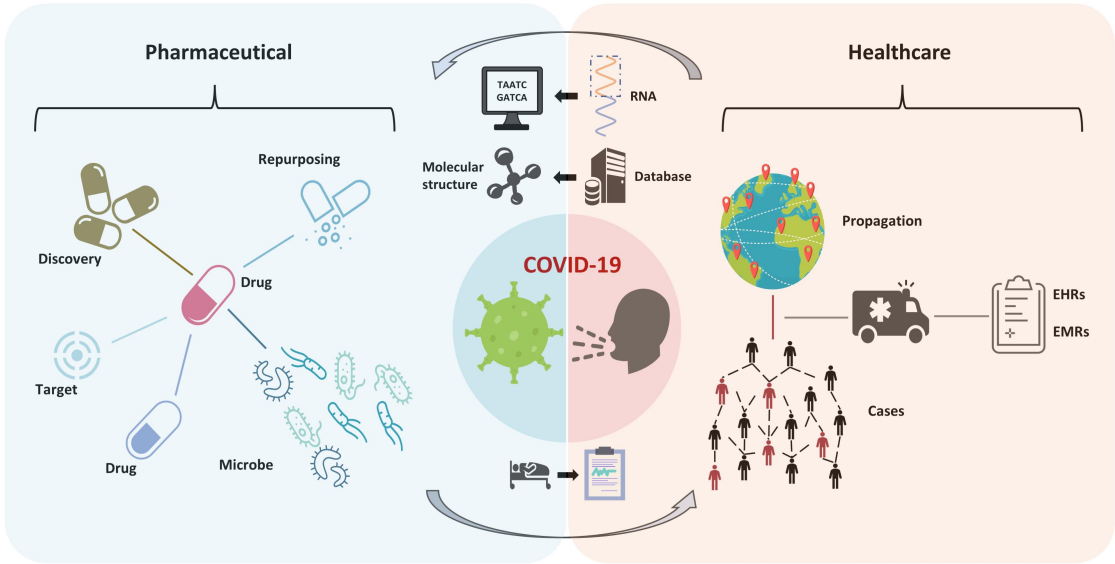 Pharmaceutical
Healthcare
TAATC
GATCA
RNA
Repurposing
Molecular
structure
Database
Discovery
Drug
COVID-19
Propagation
EHRs
EMRs
Target
Cases
Drug
Microbe